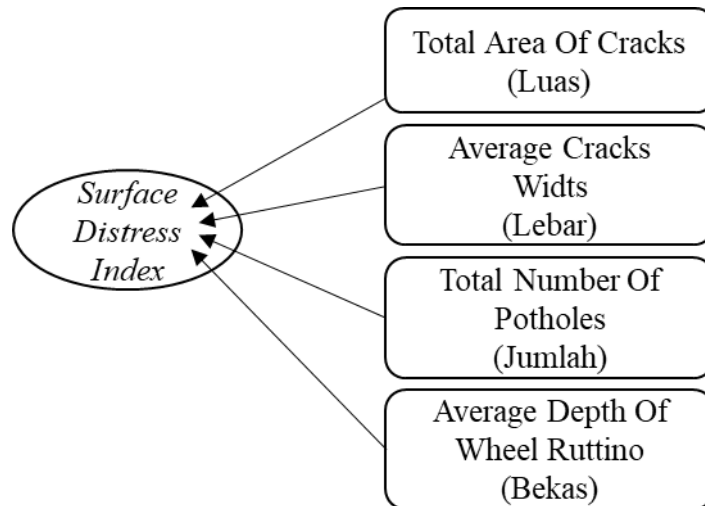 Total Area Of Cracks
(Luas)
Average Cracks
Widts
(Lebar)
Surface
Distress
Index
Total Number Of
Potholes
(Jumlah)
Average Depth Of
Wheel Ruttino
(Bekas)